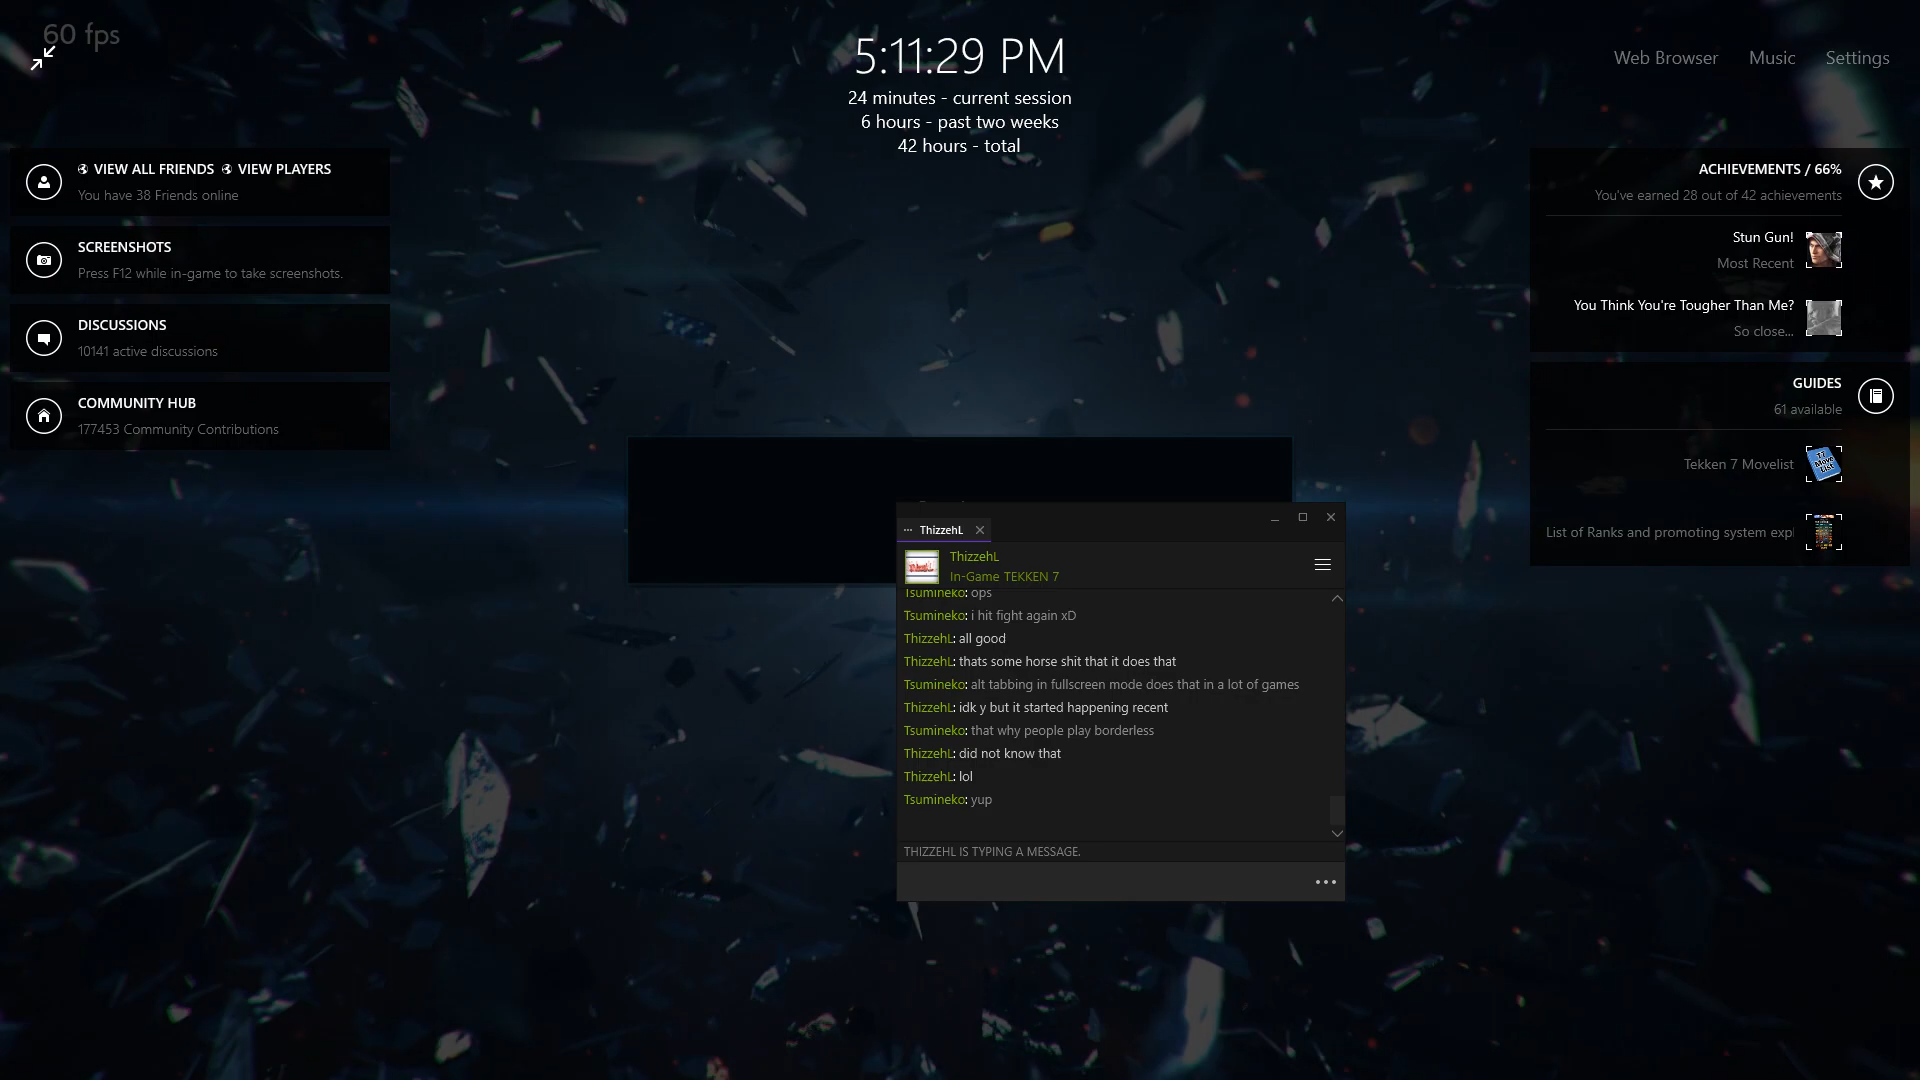 60 fps
5:11:29 PM
24 minutes - current session
6 hours - past two weeks
42 hours - total
Web Browser
Music
Settings
VIEW ALL FRIENDS
VIEW PLAYERS
You have 38 Friends online
SCREENSHOTS
Press F12 while in-game to take screenshots.
DISCUSSIONS
10141 active discussions
COMMUNITY HUB
177453 Community Contributions
ACHIEVEMENTS / 66%
You've earned 28 out of 42 achievements
Stun Gun!
Most Recent
You Think You're Tougher Than Me?
So close...
GUIDES
61 available
Tekken 7 Movelist
List of Ranks and promoting system expl
ThizzehL
ThizzehL
In-Game TEKKEN 7
Tsumineko: ops
Tsumineko: i hit fight again xD
ThizzehL: all good
ThizzehL: thats some horse shit that it does that
Tsumineko: alt tabbing in fullscreen mode does that in a lot of games
ThizzehL: idk y but it started happening recent
Tsumineko: that why people play borderless
ThizzehL: did not know that
ThizzehL: lol
Tsumineko: yup
THIZZEHL IS TYPING A MESSAGE.